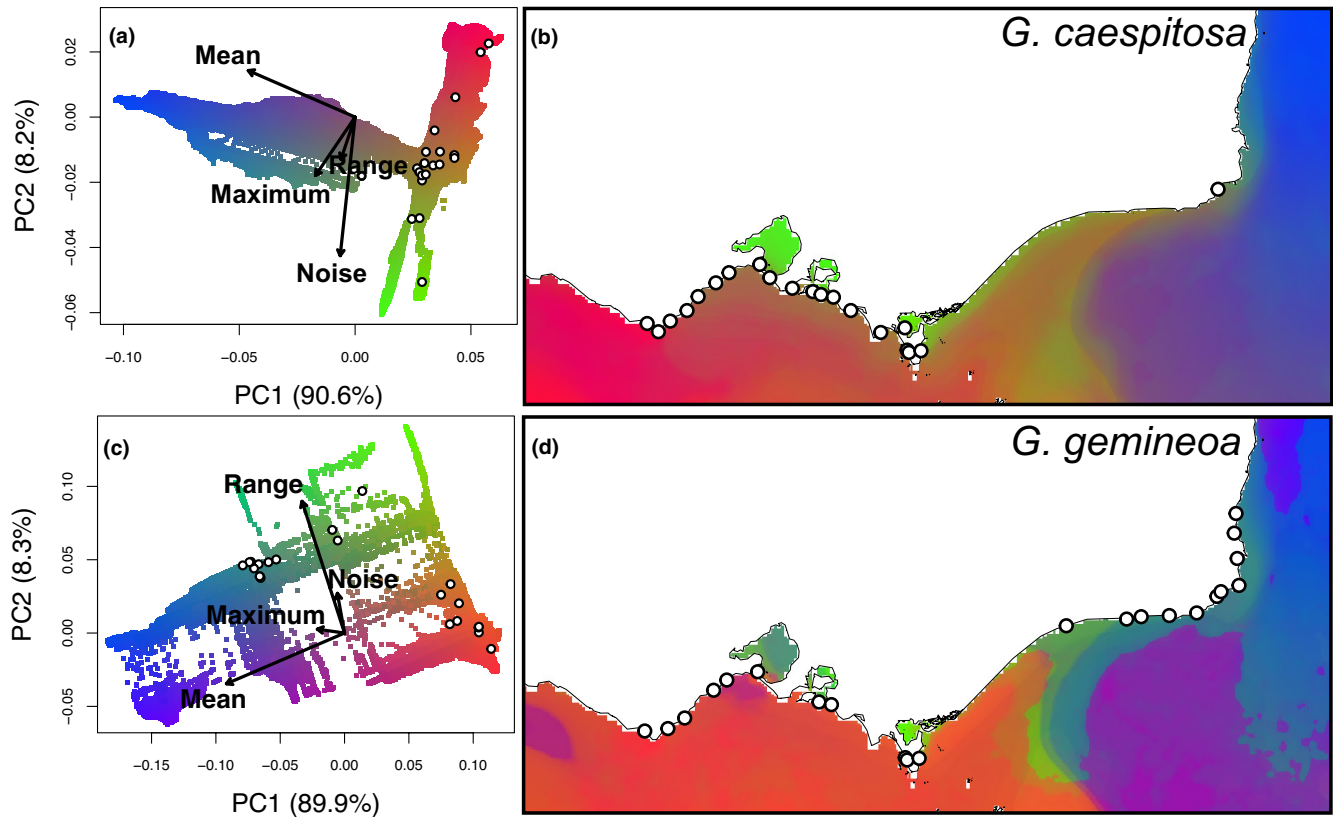 (a)
Mean
Range
Maximum
Noise
PC2 (8.2%)
0.02
0.00
−0.02
−0.04
−0.06
−0.10
−0.05
0.00
0.05
PC1 (90.6%)
(b)
G. caespitosa
(c)
Range
Noise
Maximum
Mean
PC2 (8.3%)
0.10
0.05
0.00
−0.05
−0.15
−0.10
−0.05
0.00
0.05
0.10
PC1 (89.9%)
(d)
G. gemineoa